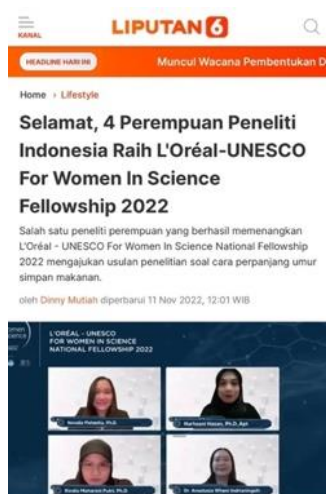 KANAL
LIPUTAN 6
HEADLINE HARI INI
Muncul Wacana Pembentukan D
Home › Lifestyle
Selamat, 4 Perempuan Peneliti
Indonesia Raih L'Oréal-UNESCO
For Women In Science
Fellowship 2022
Salah satu peneliti perempuan yang berhasil memenangkan
L'Oréal - UNESCO For Women In Science National Fellowship
2022 mengajukan usulan penelitian soal cara perpanjang umur
simpan makanan.
oleh Dinny Mutiah diperbarui 11 Nov 2022, 12:01 WIB
L'ORÉAL - UNESCO
FOR WOMEN IN SCIENCE
NATIONAL FELLOWSHIP 2022